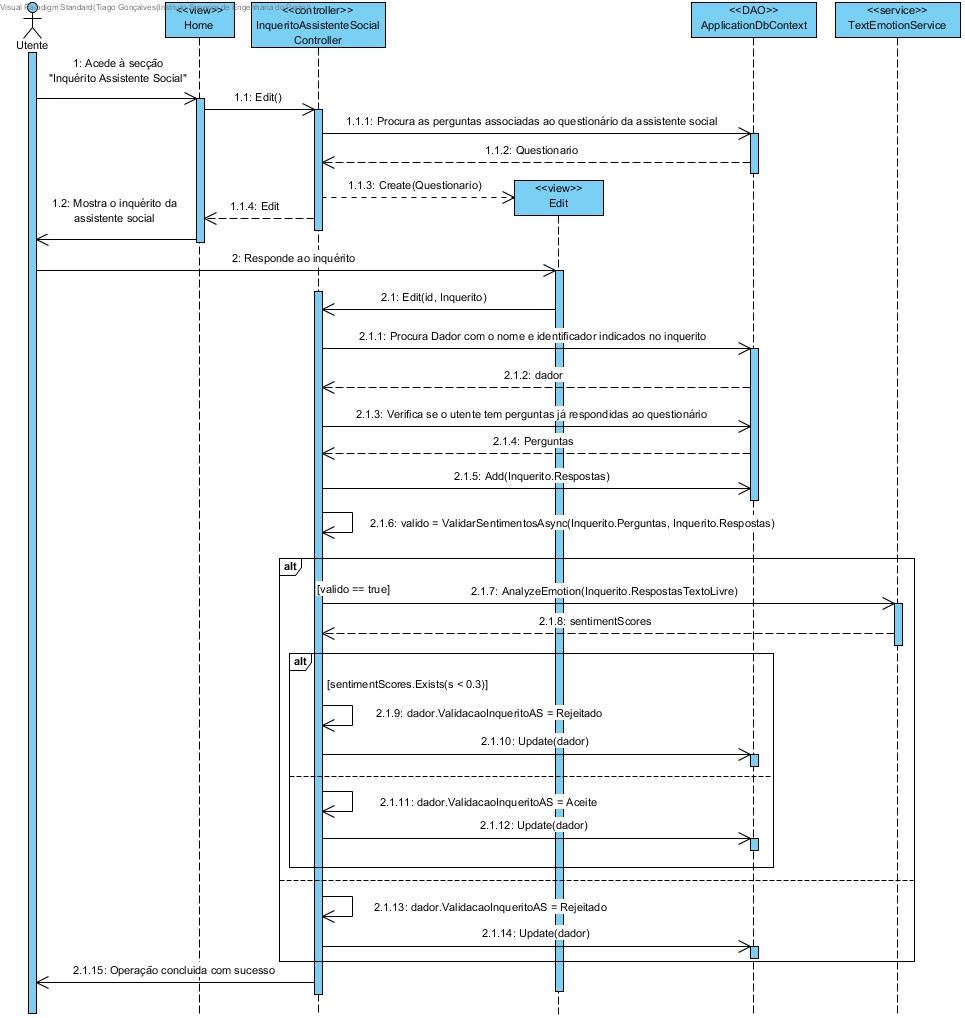 Visual Paradigm Standard(Tiago Gonçalves(Instituto
<<view>>
Home
<<controller>>
InqueritoAssistenteSocial
Controller
<<DAO>>
ApplicationDbContext
<<service>>
TextEmotionService
Utente
1: Acede à secção
"Inquérito Assistente Social"
1.1: Edit()
1.1.1: Procura as perguntas associadas ao questionário da assistente social
1.1.2: Questionario
1.1.3: Create(Questionario)
<<view>>
Edit
1.2: Mostra o inquérito da
assistente social
1.1.4: Edit
2: Responde ao inquérito
2.1: Edit(id, Inquerito)
2.1.1: Procura Dador com o nome e identificador indicados no inquerito
2.1.2: dador
2.1.3: Verifica se o utente tem perguntas já respondidas ao questionário
2.1.4: Perguntas
2.1.5: Add(Inquerito.Respostas)
2.1.6: valido = ValidarSentimentosAsync(Inquerito.Perguntas, Inquerito.Respostas)
alt
[valido == true]
2.1.7: AnalyzeEmotion(Inquerito.RespostasTextoLivre)
2.1.8: sentimentScores
alt
[sentimentScores.Exists(s < 0.3)]
2.1.9: dador.ValidacaoInqueritoAS = Rejeitado
2.1.10: Update(dador)
2.1.11: dador.ValidacaoInqueritoAS = Aceite
2.1.12: Update(dador)
2.1.13: dador.ValidacaoInqueritoAS = Rejeitado
2.1.14: Update(dador)
2.1.15: Operação concluida com sucesso